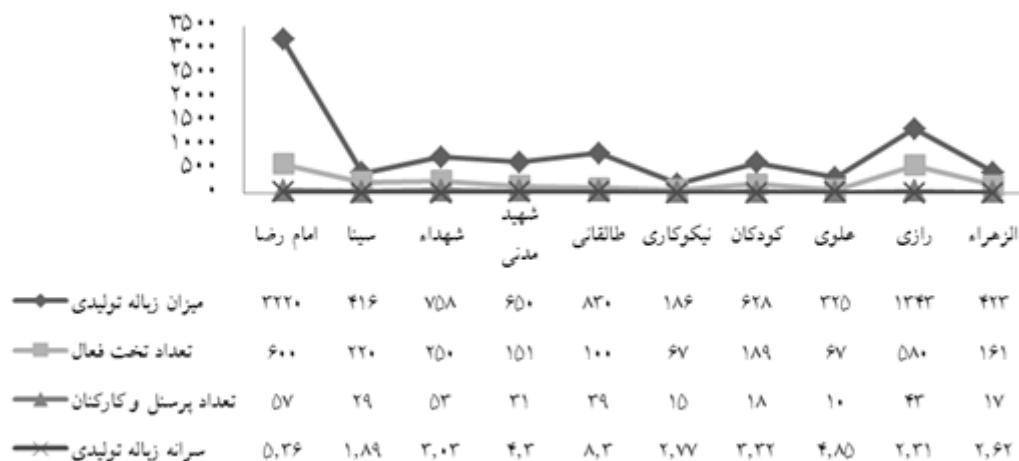 ۳۵۰۰
۳۰۰۰
۲۵۰۰
۲۰۰۰
۱۵۰۰
۱۰۰۰
۵۰۰
۰
امام رضا سینا شهداء شهید مدنی طالقانی نیکوکاری کودکان علوی رازی الزهراء
میزان زباله تولیدی ۳۲۲۰ ۴۱۶ ۷۵۸ ۶۵۰ ۸۳۰ ۱۸۶ ۶۲۸ ۳۲۵ ۱۳۴۳ ۴۲۳
تعداد تخت فعال ۶۰۰ ۲۲۰ ۲۵۰ ۱۵۱ ۱۰۰ ۶۷ ۱۸۹ ۶۷ ۵۸۰ ۱۶۱
تعداد پرسنل و کارکنان ۵۷ ۲۹ ۵۳ ۳۱ ۳۹ ۱۵ ۱۸ ۱۰ ۴۳ ۱۷
سرانه زباله تولیدی ۵,۳۶ ۱,۸۹ ۳,۰۳ ۴,۳ ۸,۳ ۲,۷۷ ۳,۳۲ ۴,۸۵ ۲,۳۱ ۲,۶۲